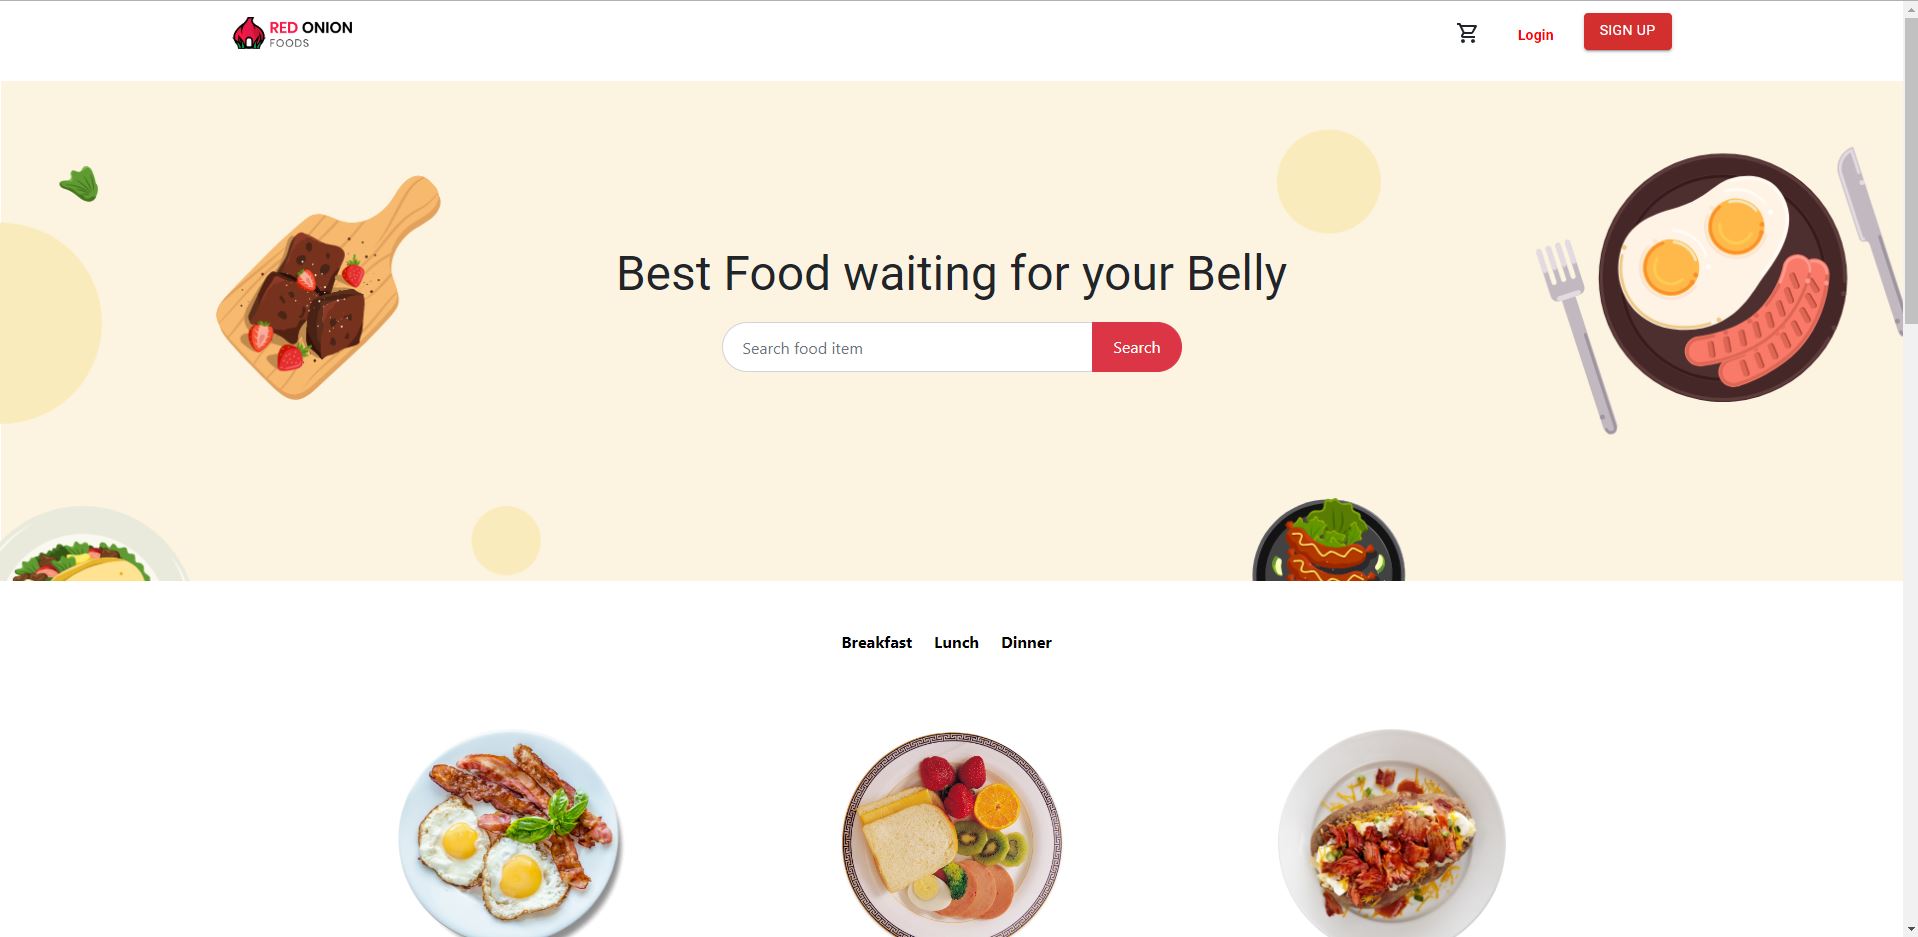 RED ONION
FOODS
Login
SIGN UP
Best Food waiting for your Belly
Search food item
Search
Breakfast
Lunch
Dinner